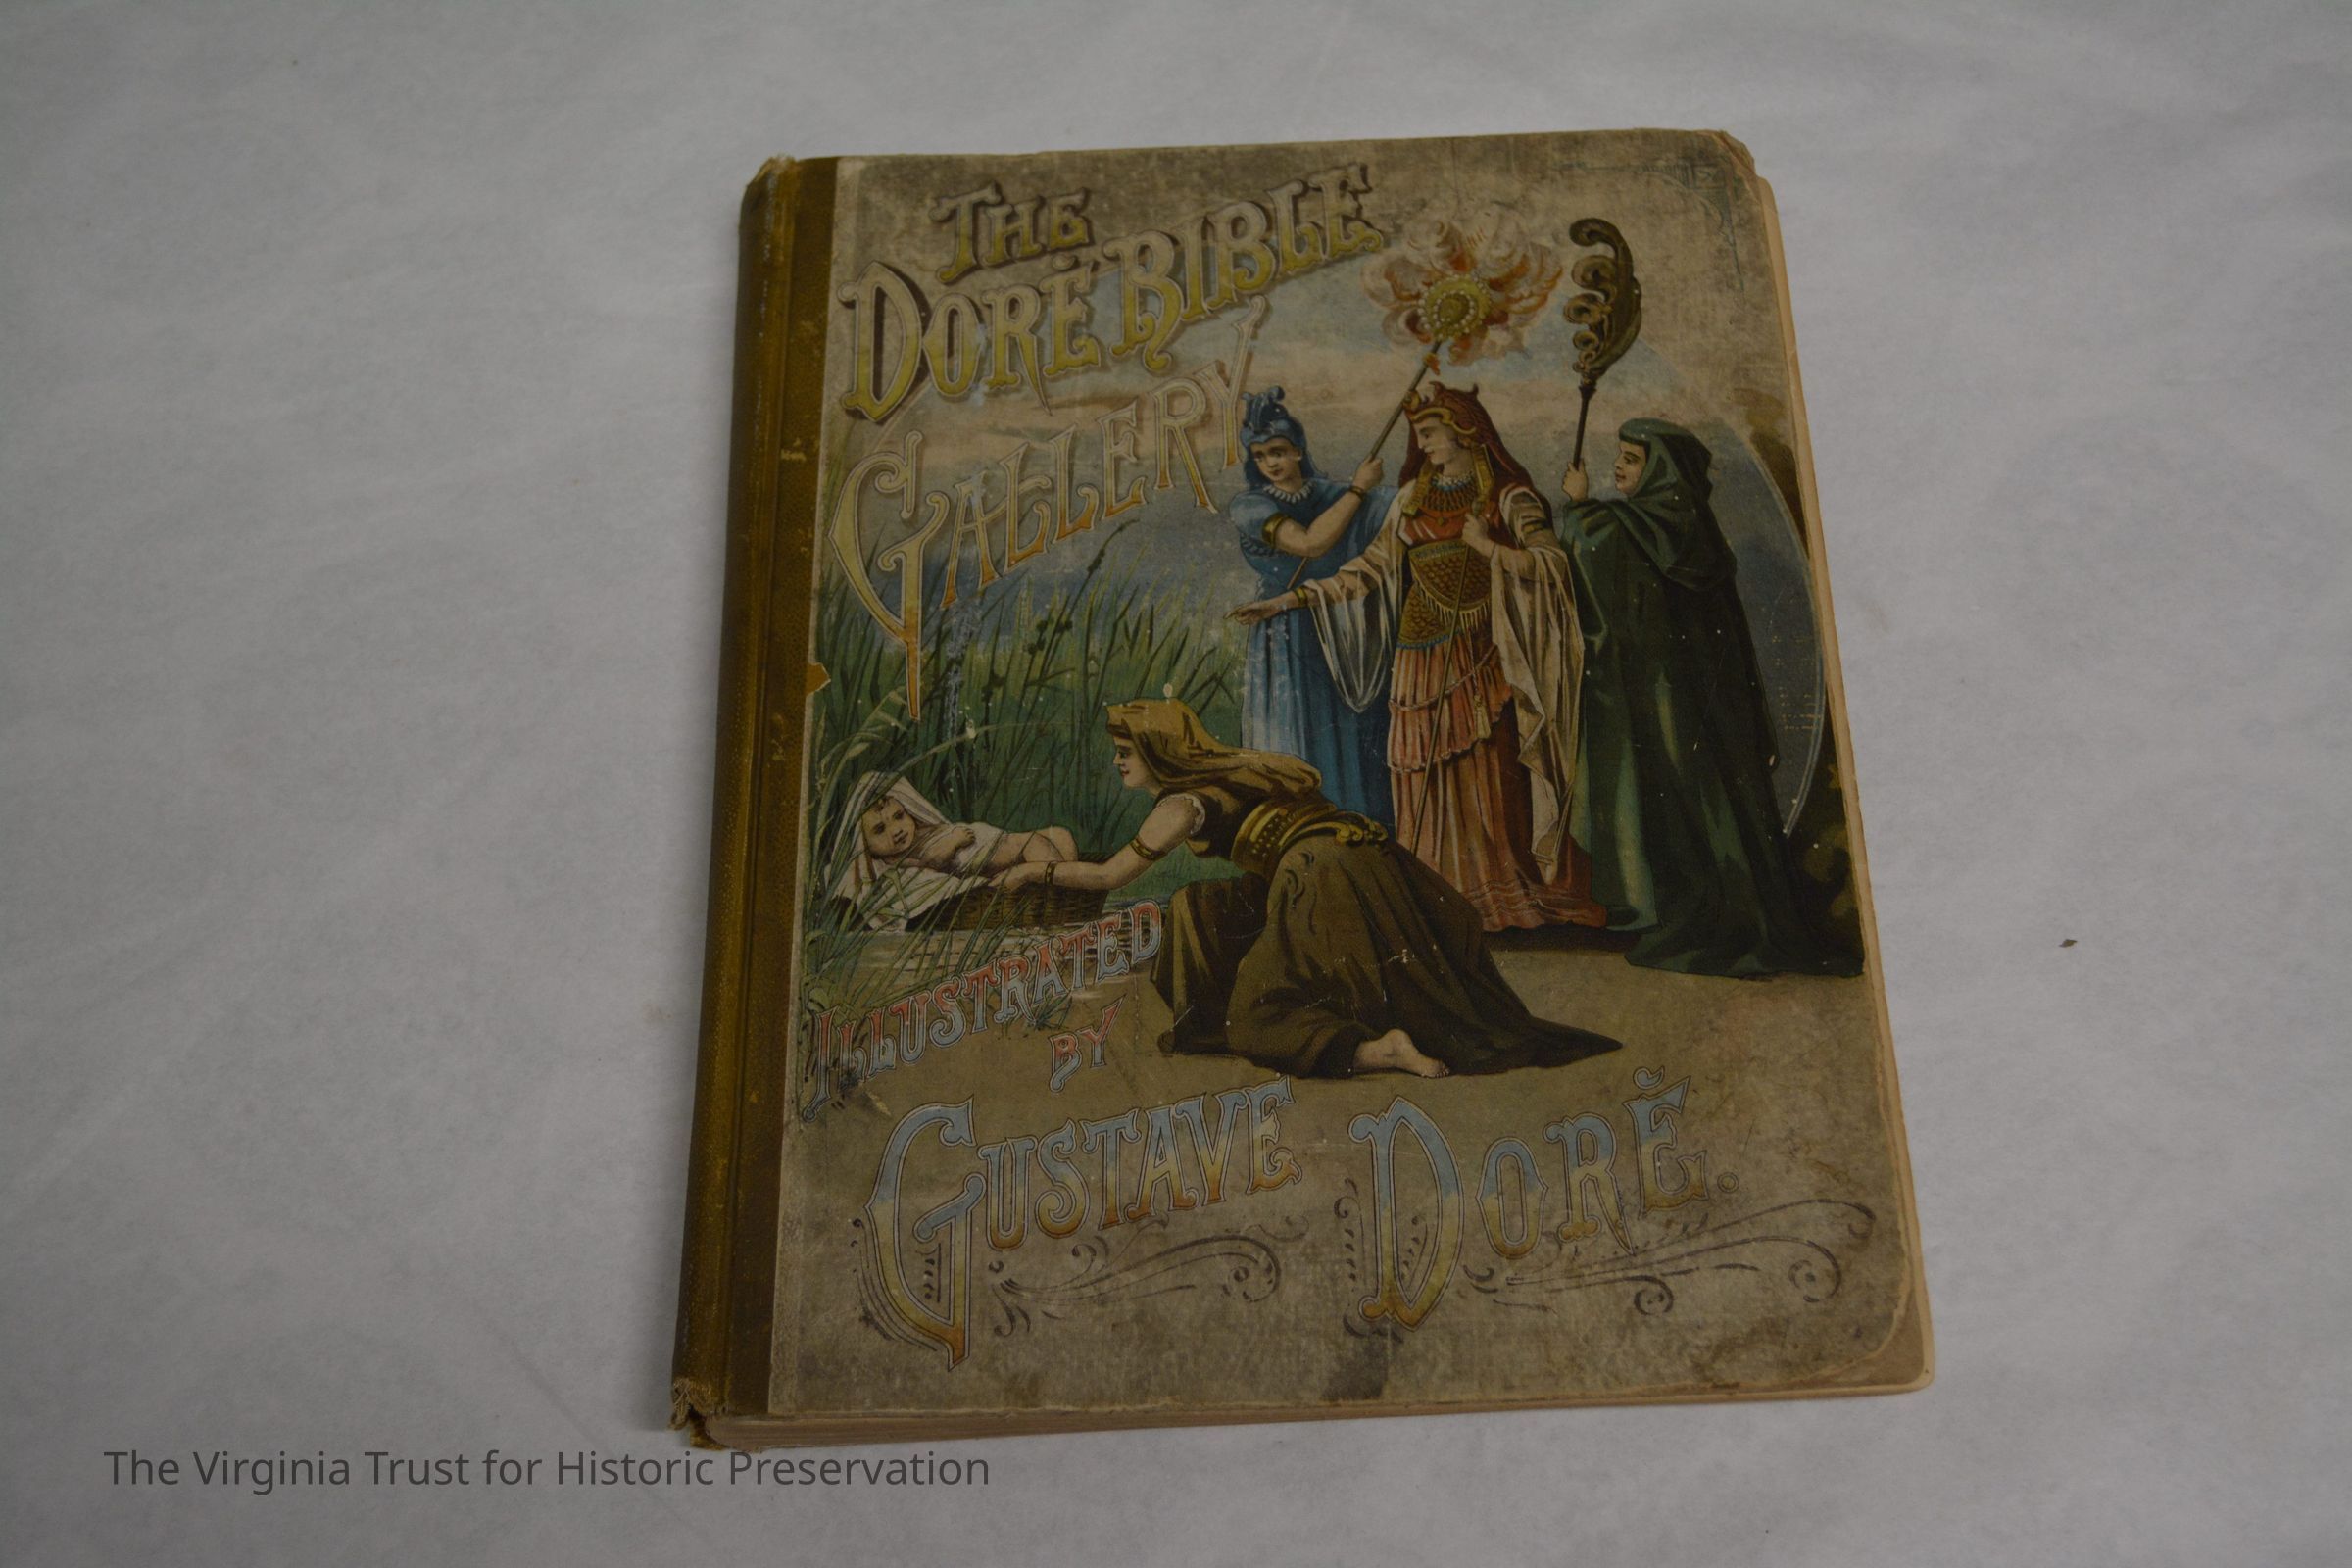 THE
DORÉ BIBLE
GALLERY
ILLUSTRATED
BY
GUSTAVE DORÉ.
The Virginia Trust for Historic Preservation